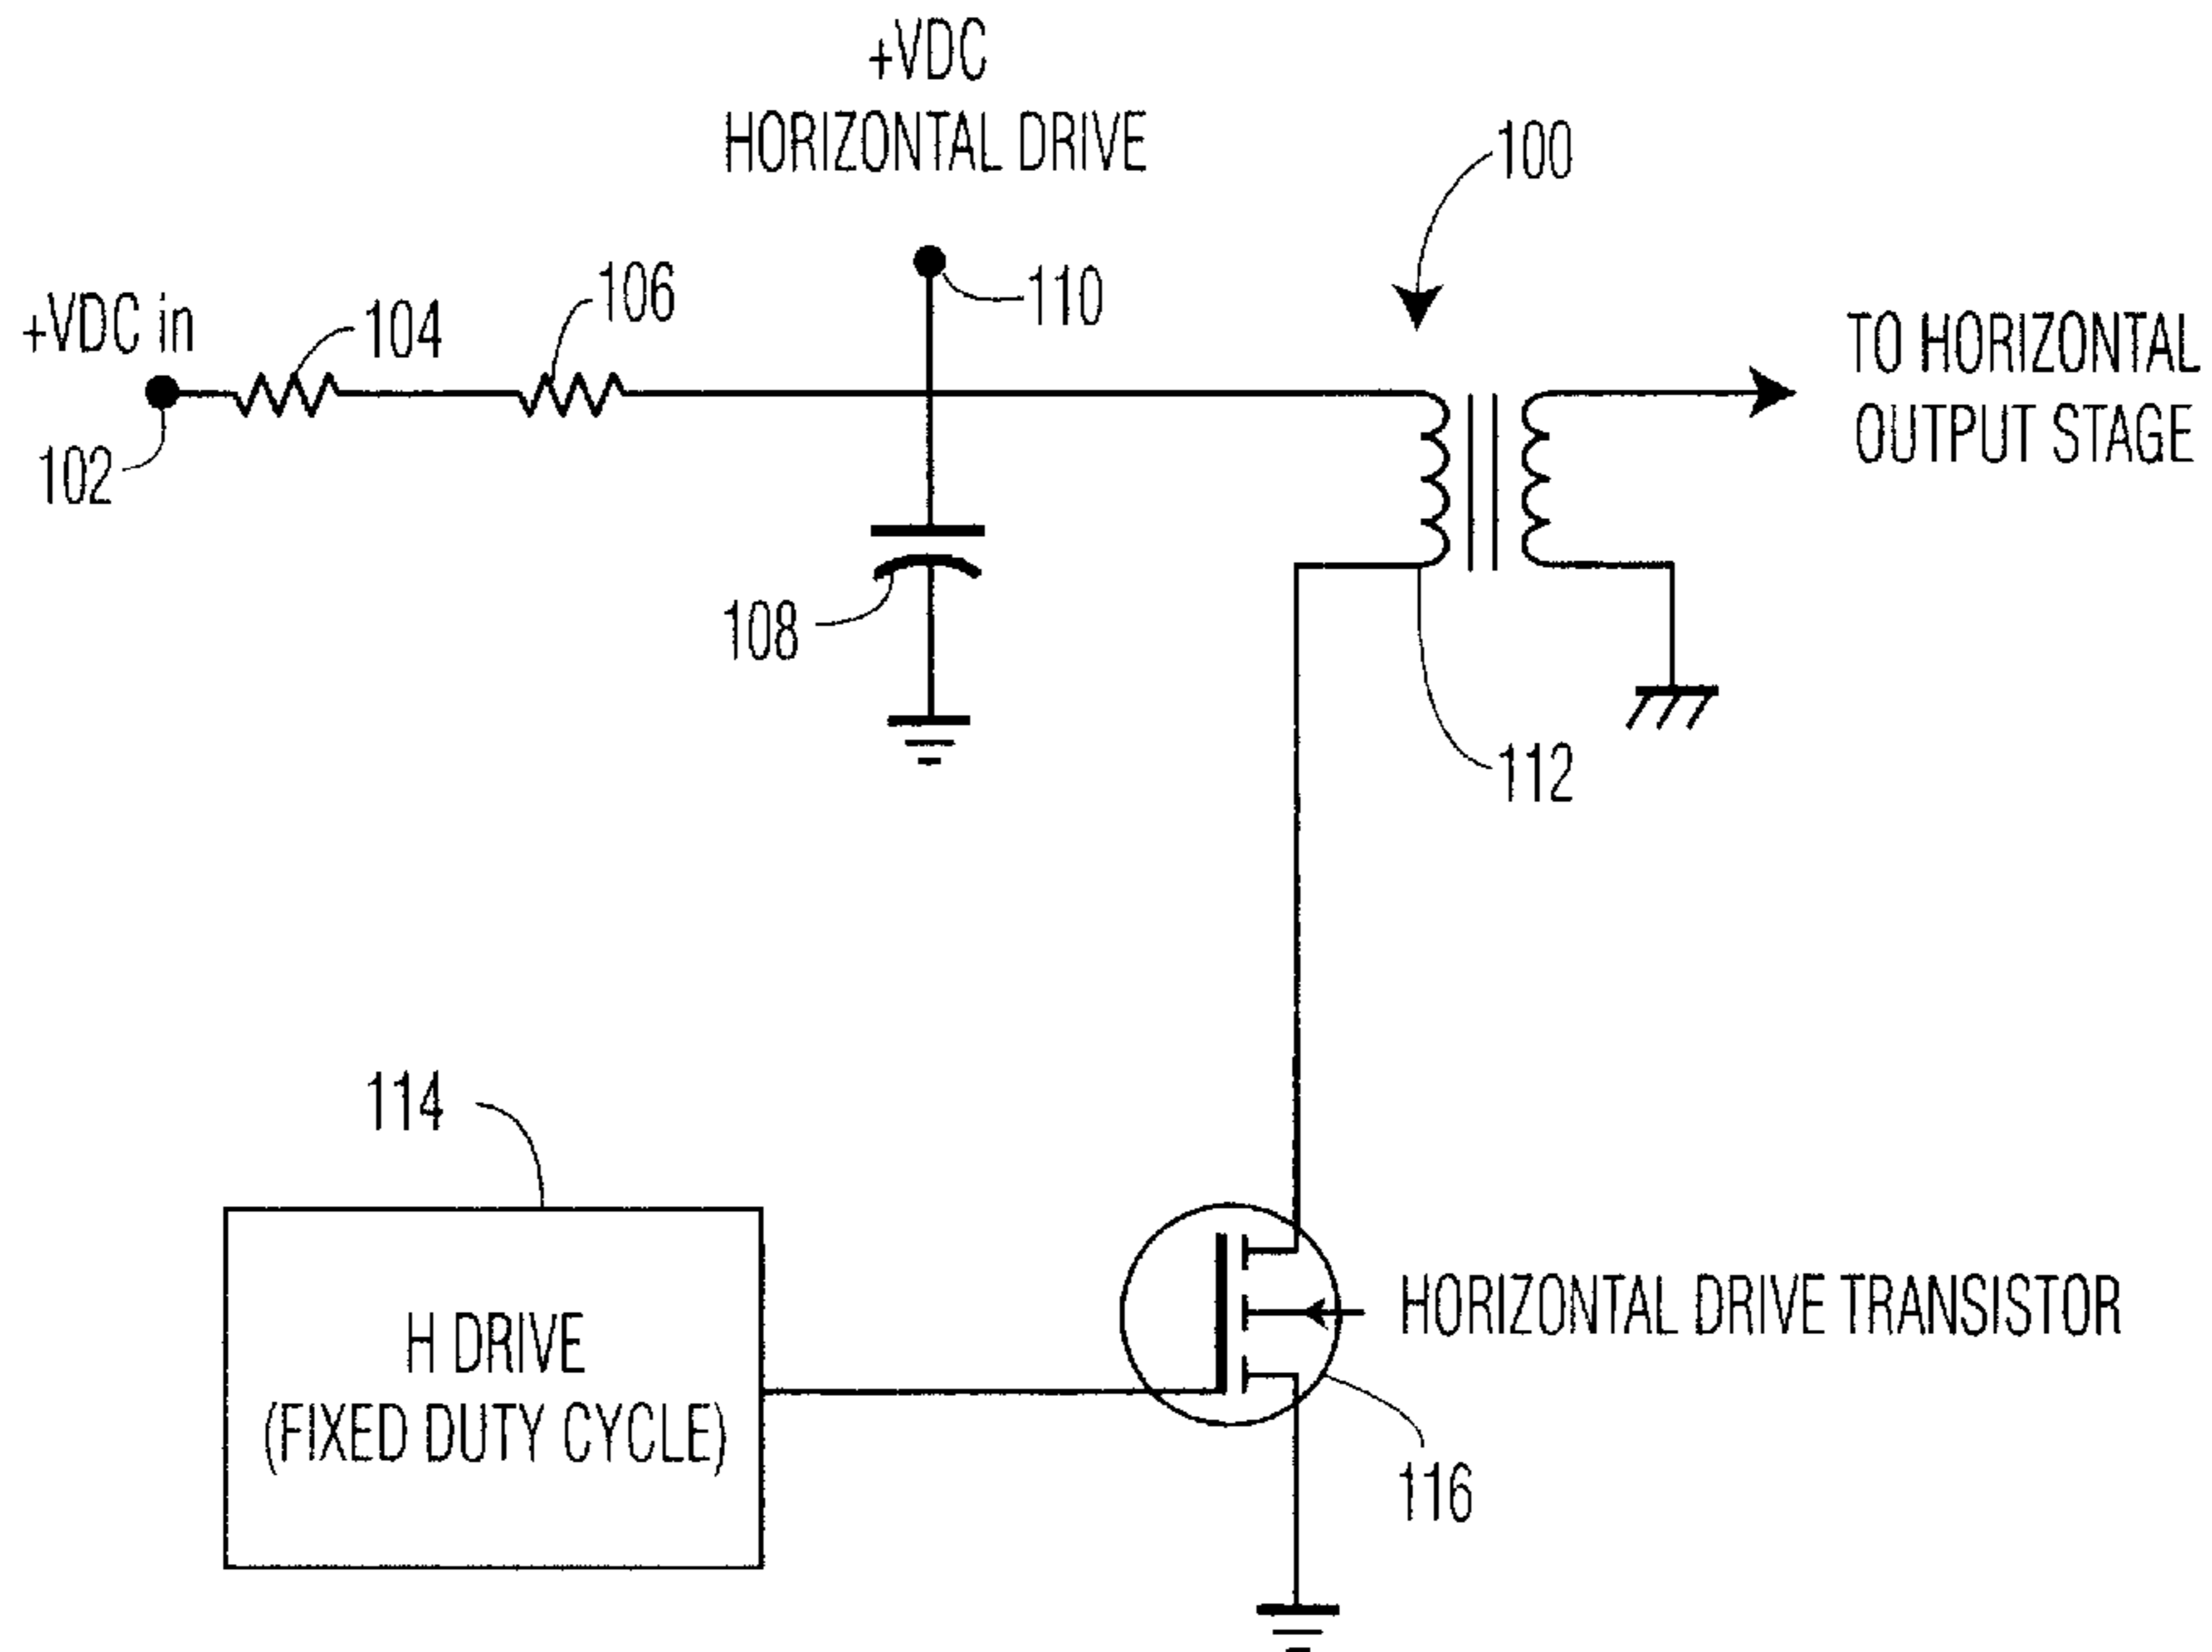 +VDC
HORIZONTAL DRIVE
100
106
110
+VDC in
104
TO HORIZONTAL
OUTPUT STAGE
102
108
112
114
H DRIVE
(FIXED DUTY CYCLE)
HORIZONTAL DRIVE TRANSISTOR
116